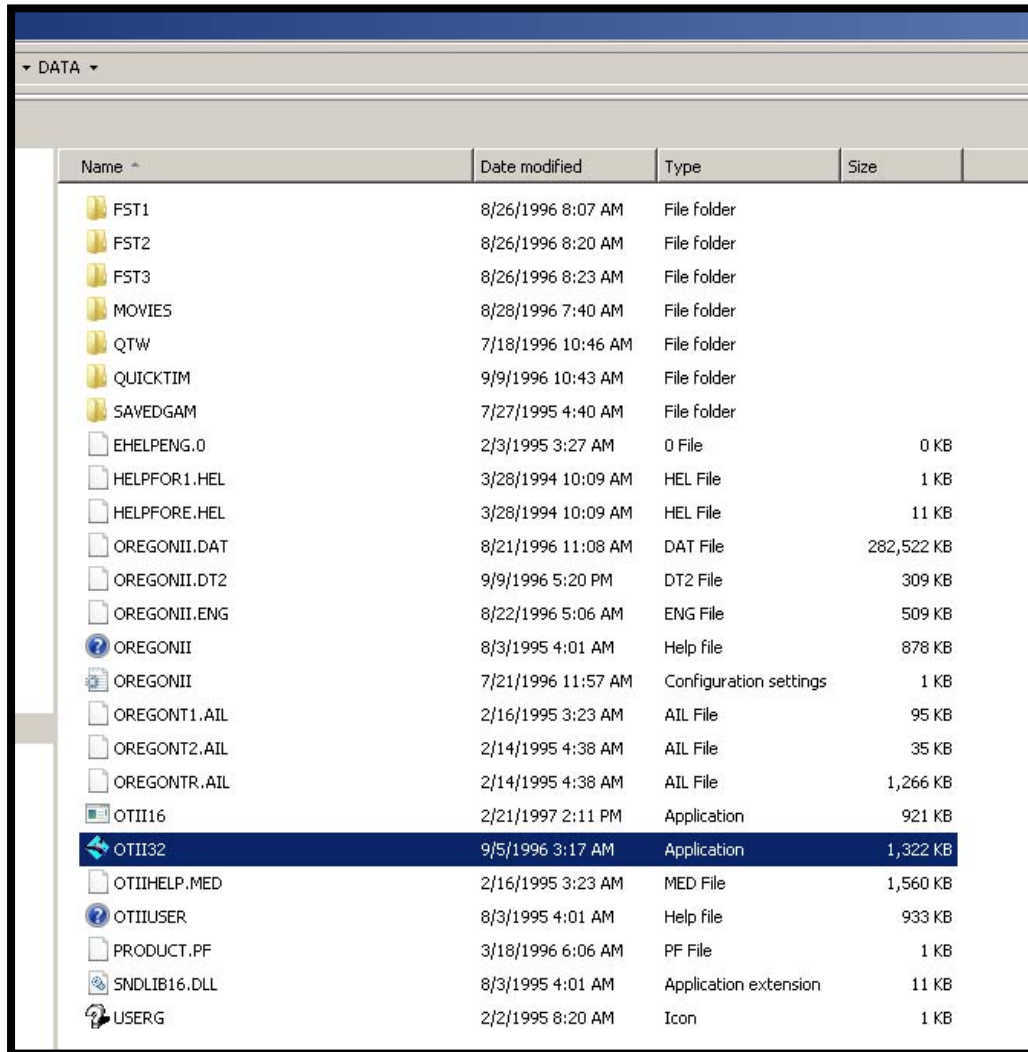 DATA
Name Date modified Type Size
FST1 8/26/1996 8:07 AM File folder
FST2 8/26/1996 8:20 AM File folder
FST3 8/26/1996 8:23 AM File folder
MOVIES 8/28/1996 7:40 AM File folder
QTW 7/18/1996 10:46 AM File folder
QUICKTIM 9/9/1996 10:43 AM File folder
SAVEDGAM 7/27/1995 4:40 AM File folder
EHELPENG.0 2/3/1995 3:27 AM 0 File 0 KB
HELPFOR1.HEL 3/28/1994 10:09 AM HEL File 1 KB
HELPFORE.HEL 3/28/1994 10:09 AM HEL File 11 KB
OREGONII.DAT 8/21/1996 11:08 AM DAT File 282,522 KB
OREGONII.DT2 9/9/1996 5:20 PM DT2 File 309 KB
OREGONII.ENG 8/22/1996 5:06 AM ENG File 509 KB
OREGONII 8/3/1995 4:01 AM Help file 878 KB
OREGONII 7/21/1996 11:57 AM Configuration settings 1 KB
OREGONT1.AIL 2/16/1995 3:23 AM AIL File 95 KB
OREGONT2.AIL 2/14/1995 4:38 AM AIL File 35 KB
OREGONTR.AIL 2/14/1995 4:38 AM AIL File 1,266 KB
OTII16 2/21/1997 2:11 PM Application 921 KB
OTII32 9/5/1996 3:17 AM Application 1,322 KB
OTIIHELP.MED 2/16/1995 3:23 AM MED File 1,560 KB
OTIIUSER 8/3/1995 4:01 AM Help file 933 KB
PRODUCT.PF 3/18/1996 6:06 AM PF File 1 KB
SNDLIB16.DLL 8/3/1995 4:01 AM Application extension 11 KB
USERG 2/2/1995 8:20 AM Icon 1 KB